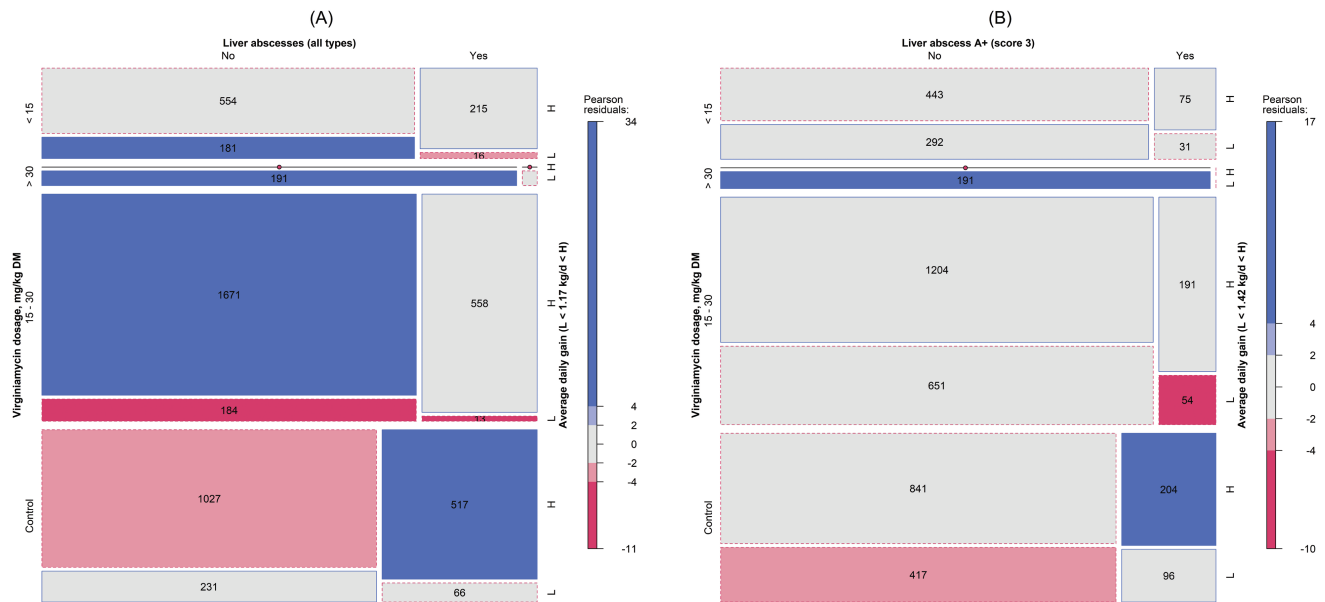 (A)
Liver abscesses (all types)
No Yes
< 15
554
215
H
181
16
L
> 30
H
191
L
Virginiamycin dosage, mg/kg DM
15 - 30
1671
558
H
184
13
L
Control
1027
517
H
231
66
L
Average daily gain (L < 1.17 kg/d < H)
Pearson
residuals:
34
4
2
0
-2
-4
-11
(B)
Liver abscess A+ (score 3)
No Yes
< 15
443
75
H
292
31
L
> 30
H
191
L
Virginiamycin dosage, mg/kg DM
15 - 30
1204
191
H
651
54
L
Control
841
204
H
417
96
L
Average daily gain (L < 1.42 kg/d < H)
Pearson
residuals:
17
4
2
0
-2
-4
-10